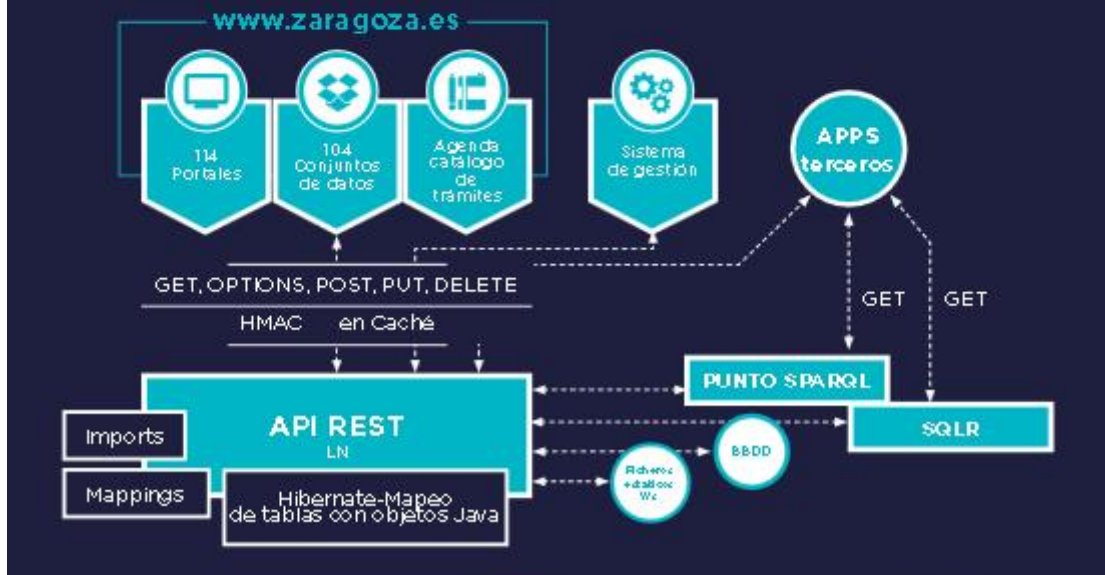 www.zaragoza.es
114
Portales
104
Conjuntos
de datos
Agenda
catálogo
de
trámites
Sistema
de gestión
APPS
terceros
GET, OPTIONS, POST, PUT, DELETE
HMAC en Caché
GET
GET
PUNTO SPARQL
SQLR
API REST
LN
Imports
Mappings
Hibernate-Mapeo
de tablas con objetos Java
BBDD
Ficheros
estáticos